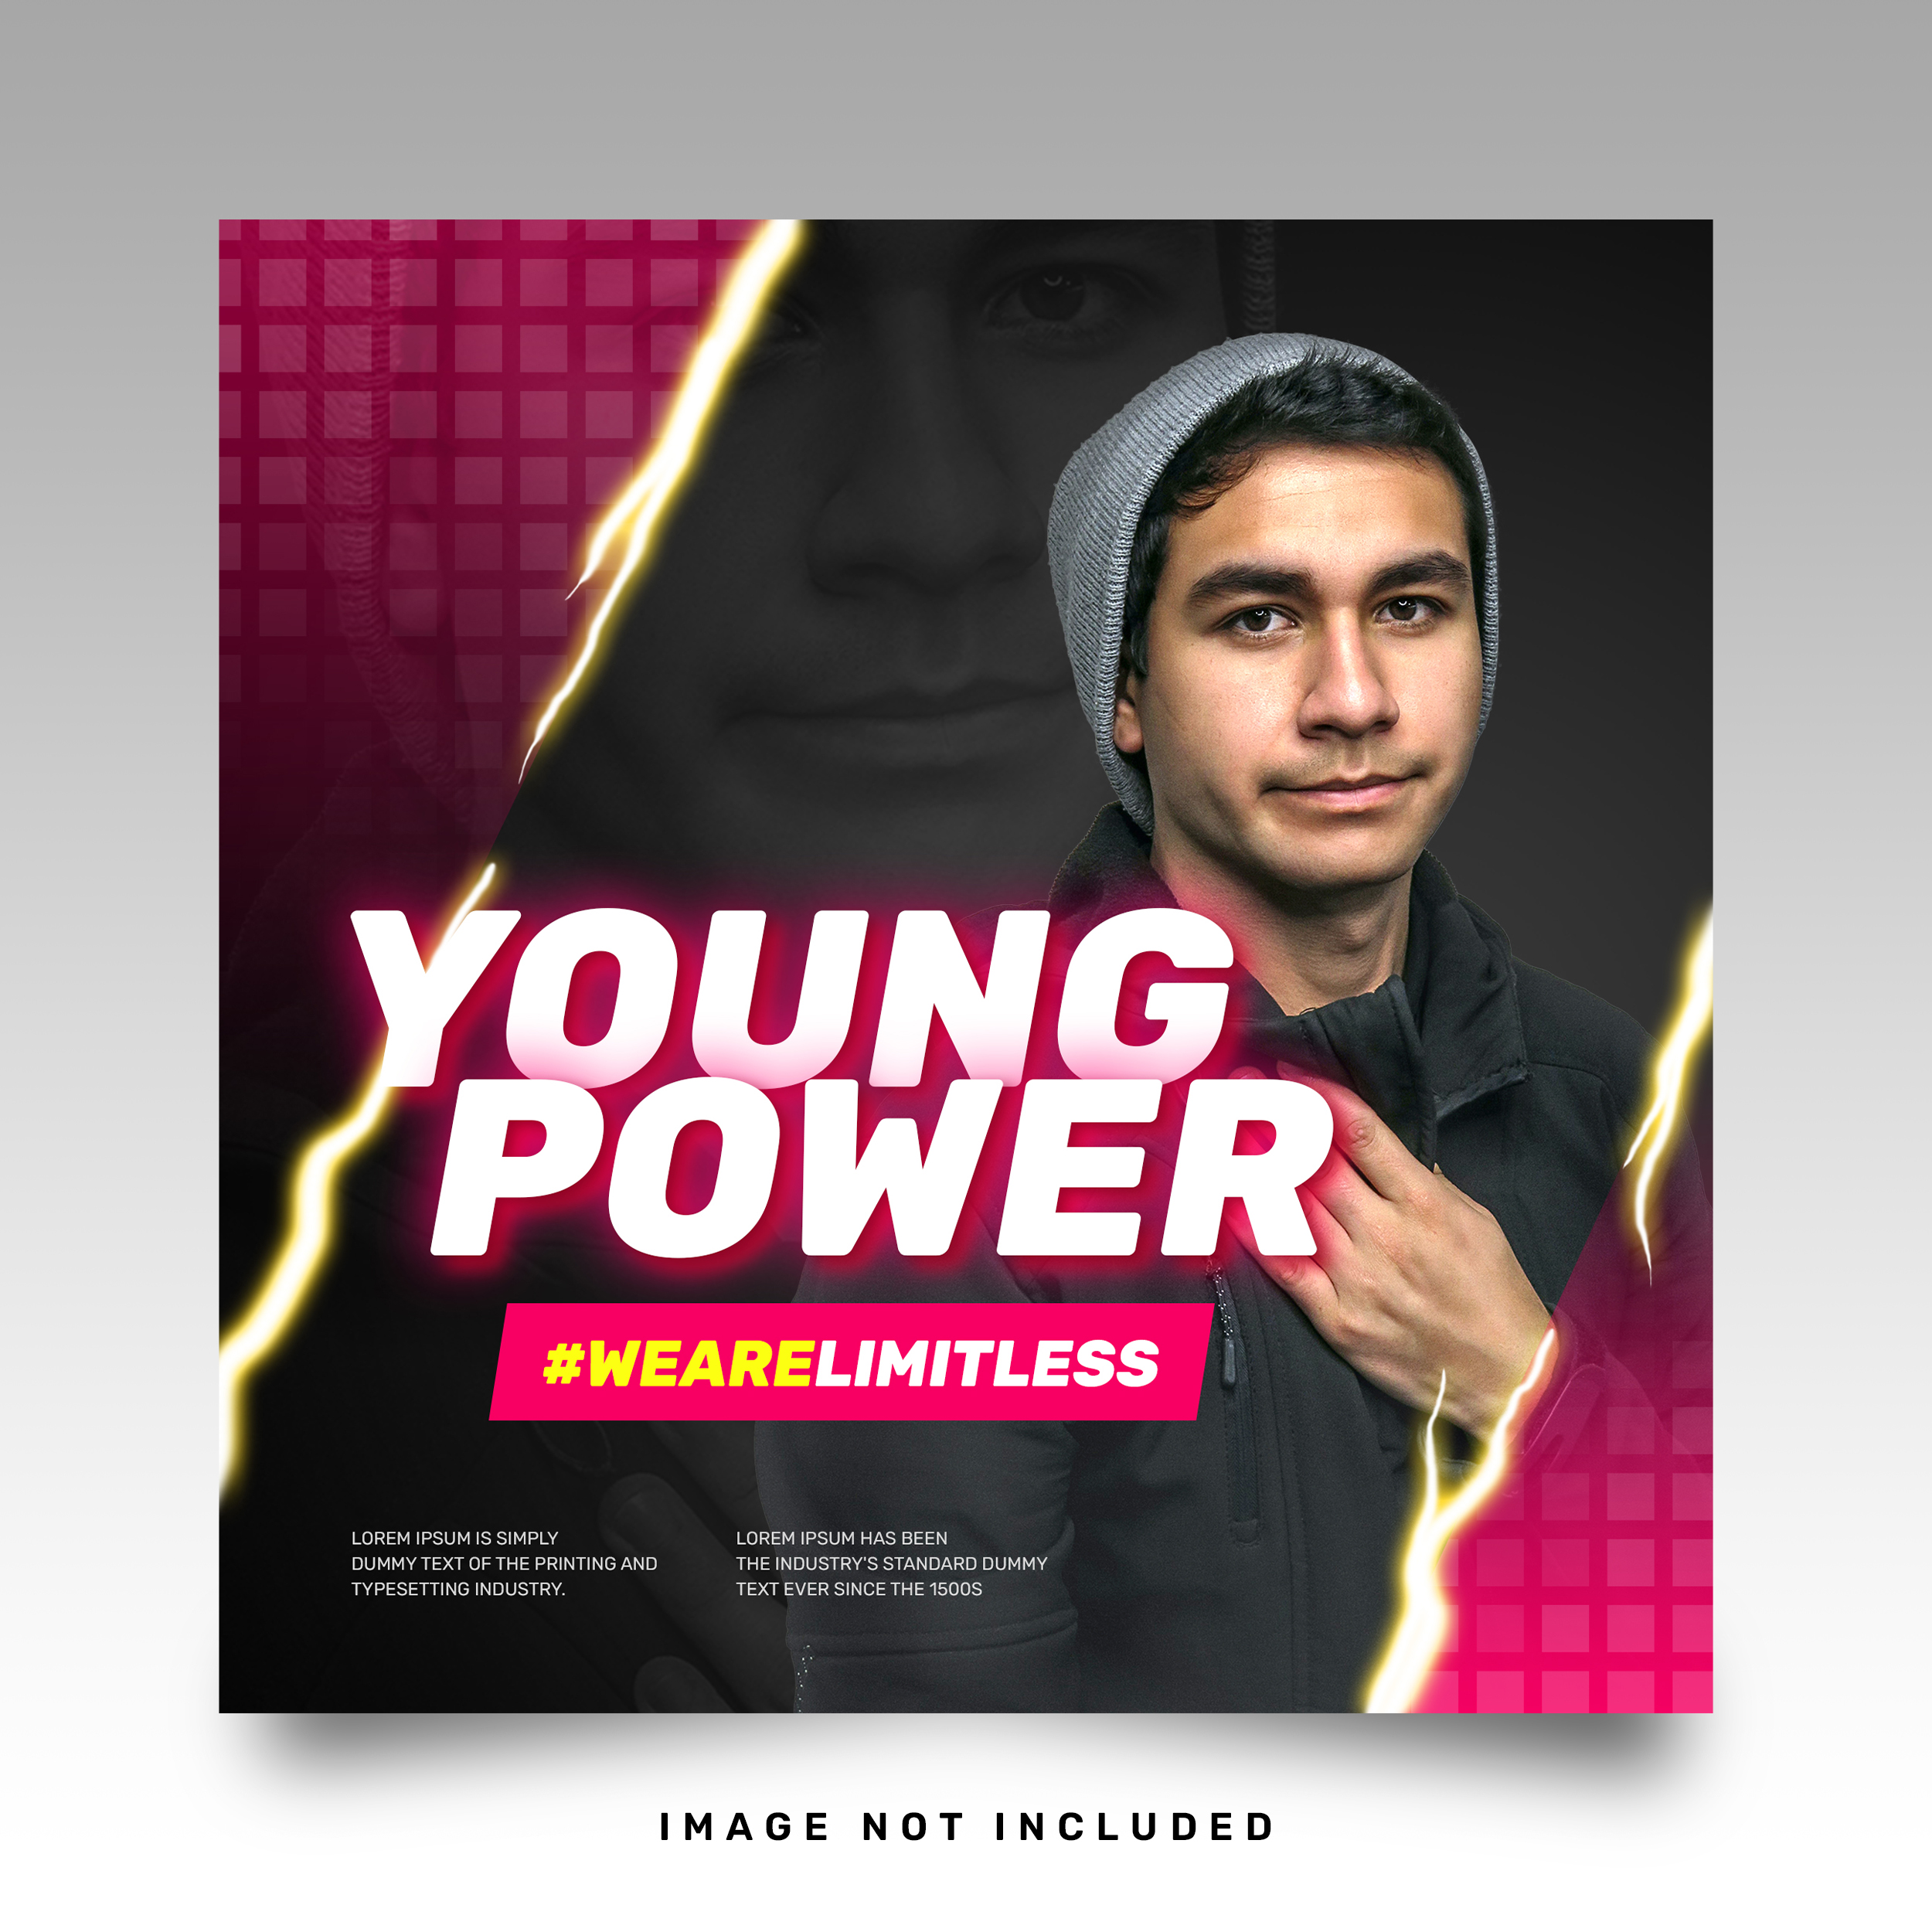 YOUNG
POWER
#WEARELIMITLESS
LOREM IPSUM IS SIMPLY
DUMMY TEXT OF THE PRINTING AND
TYPESETTING INDUSTRY.
LOREM IPSUM HAS BEEN
THE INDUSTRY'S STANDARD DUMMY
TEXT EVER SINCE THE 1500S
IMAGE NOT INCLUDED